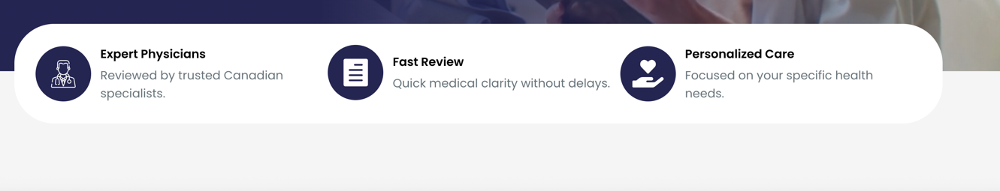 Expert Physicians
Reviewed by trusted Canadian
specialists.
Fast Review
Quick medical clarity without delays.
Personalized Care
Focused on your specific health
needs.